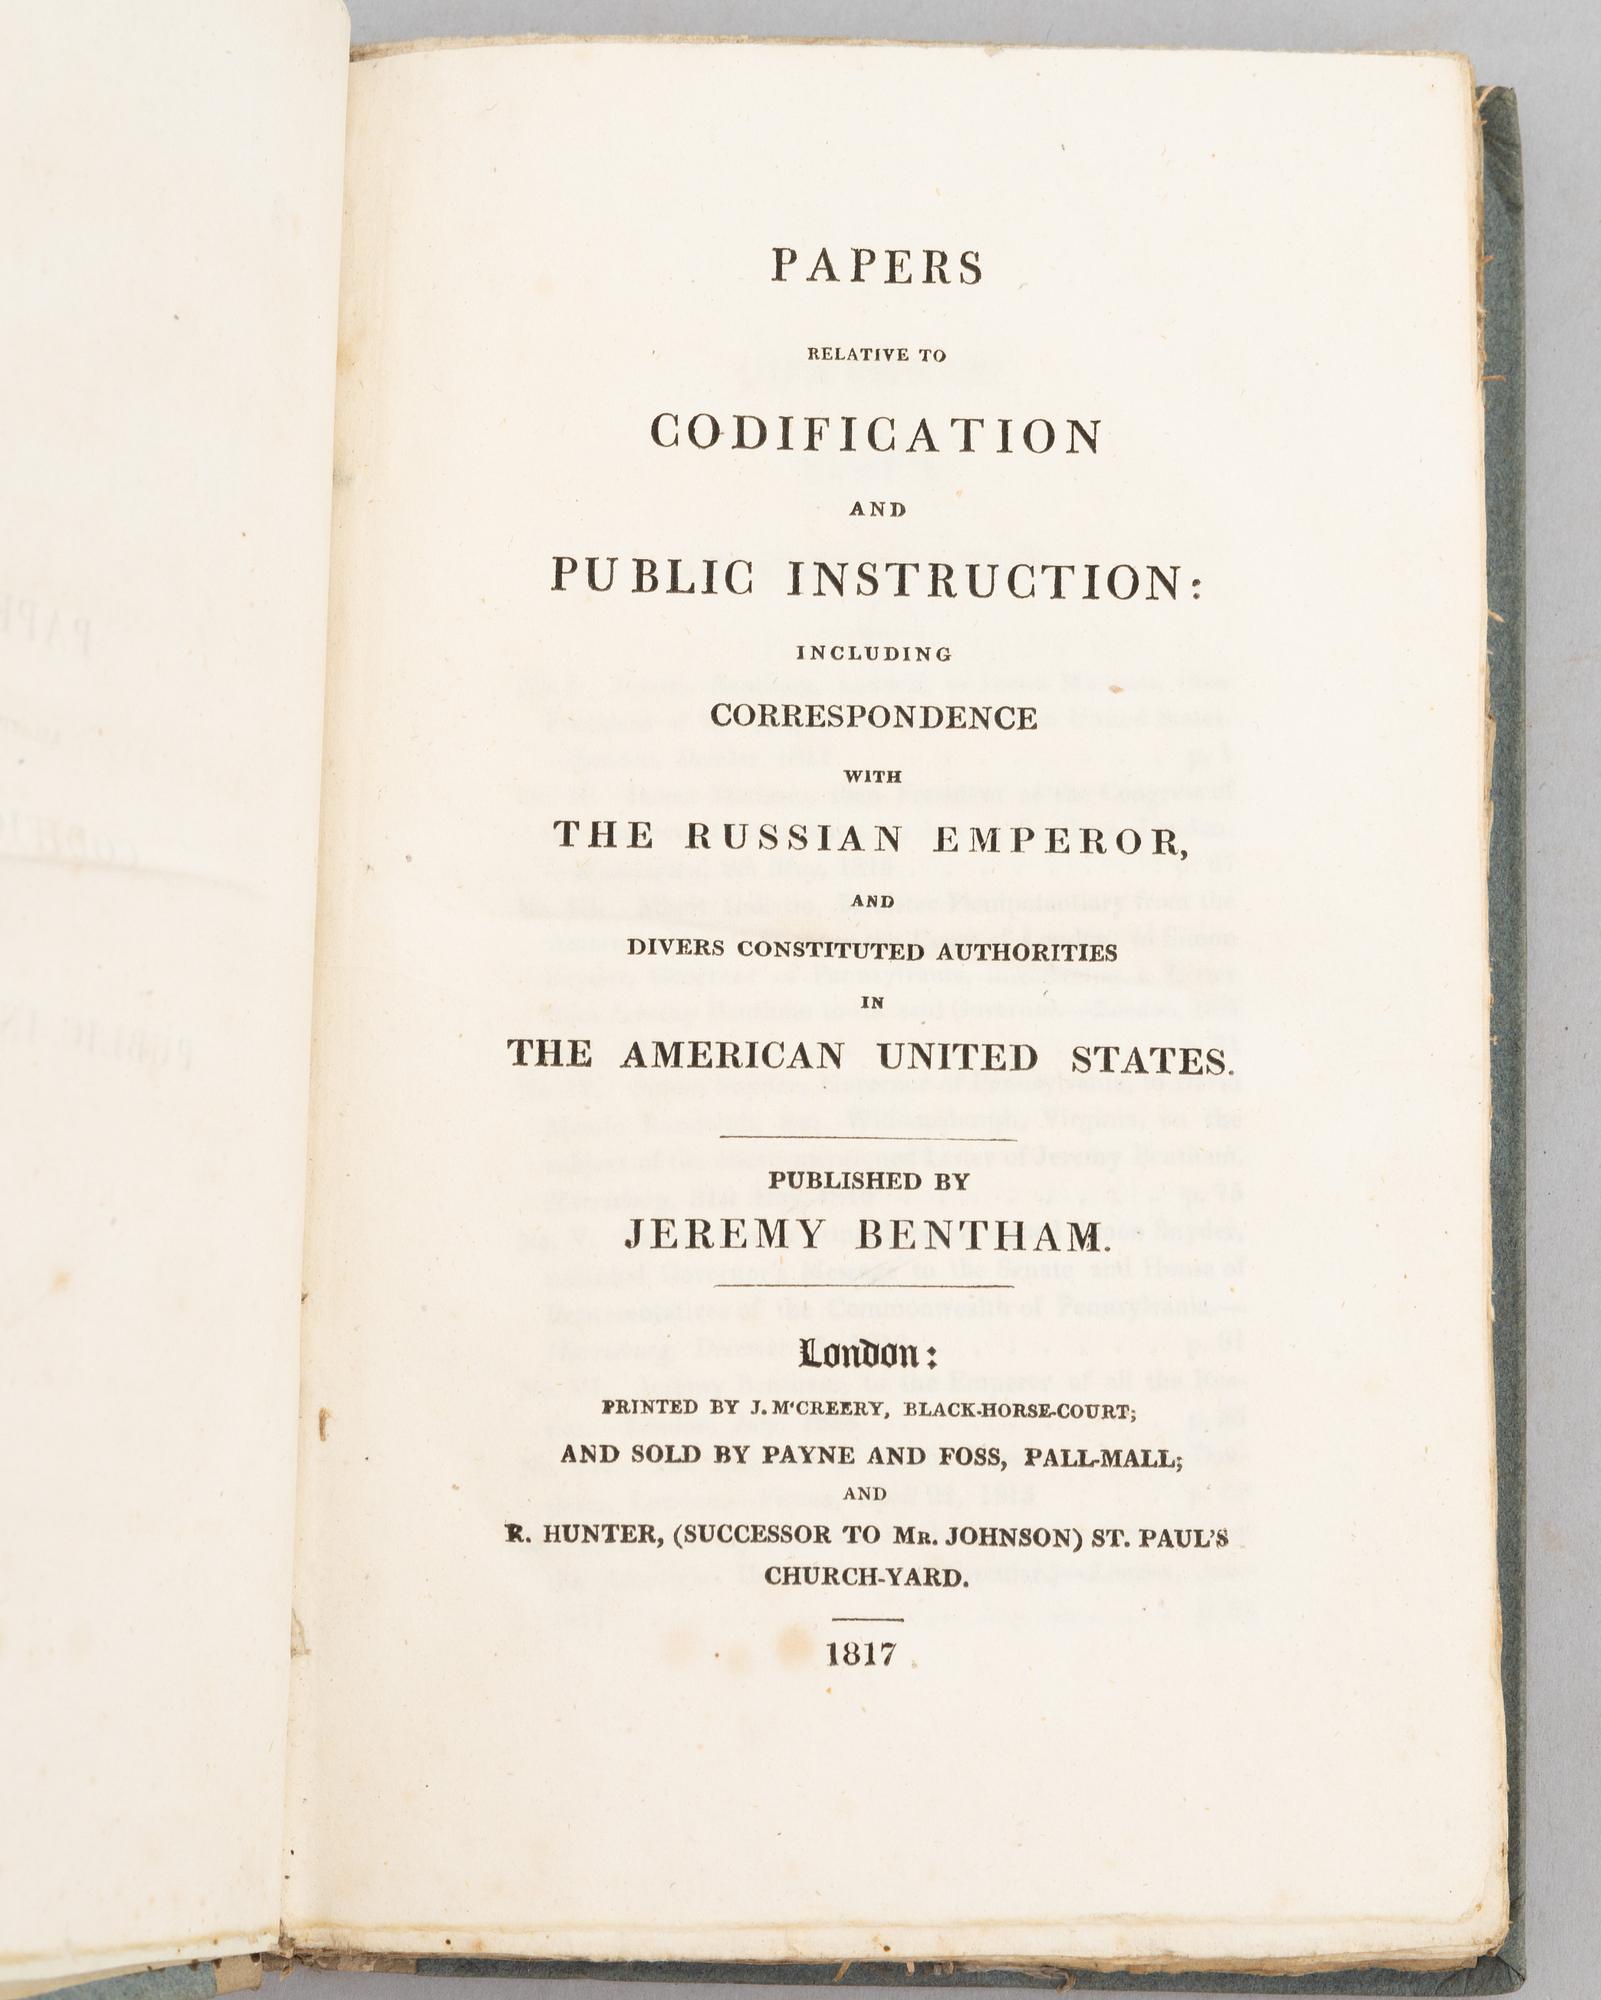 PAPERS
RELATIVE TO
CODIFICATION
AND
PUBLIC INSTRUCTION:
INCLUDING
CORRESPONDENCE
WITH
THE RUSSIAN EMPEROR,
AND
DIVERS CONSTITUTED AUTHORITIES
IN
THE AMERICAN UNITED STATES.
PUBLISHED BY
JEREMY BENTHAM.
London:
PRINTED BY J. M‘CREERY, BLACK-HORSE-COURT;
AND SOLD BY PAYNE AND FOSS, PALL-MALL;
AND
R. HUNTER, (SUCCESSOR TO MR. JOHNSON) ST. PAUL'S
CHURCH-YARD.
1817